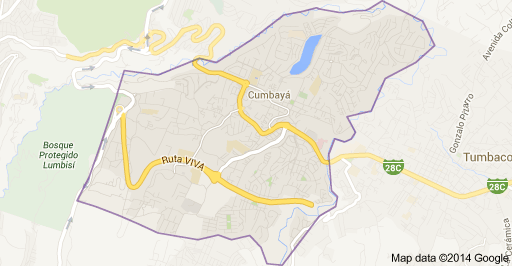 Avenida Co
Cumbayá
Gonzalo Pizarro
Bosque
Protegido
Lumbisí
Tumbaco
Ruta VIVA
28C
28C
Map data ©2014 Google